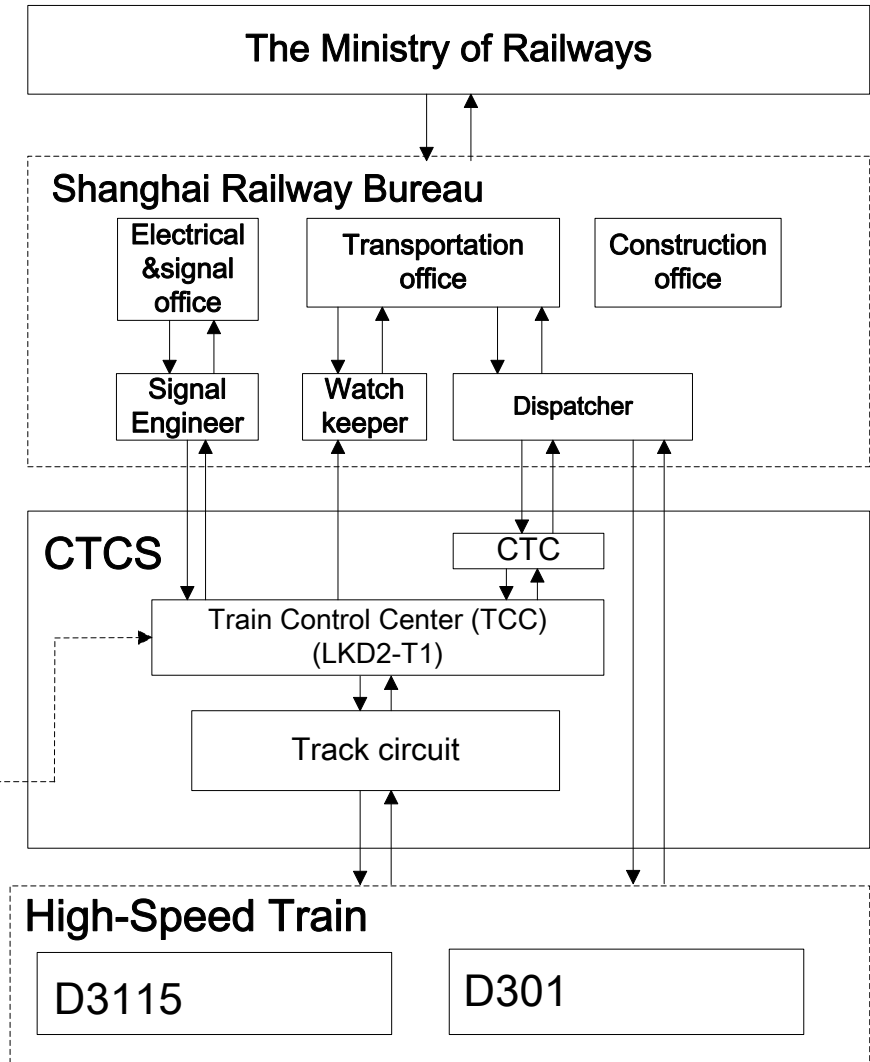 The Ministry of Railways
Shanghai Railway Bureau
Electrical
&signal
office
Transportation
office
Construction
office
Signal
Engineer
Watch
keeper
Dispatcher
CTCS
CTC
Train Control Center (TCC)
(LKD2-T1)
Track circuit
High-Speed Train
D3115
D301